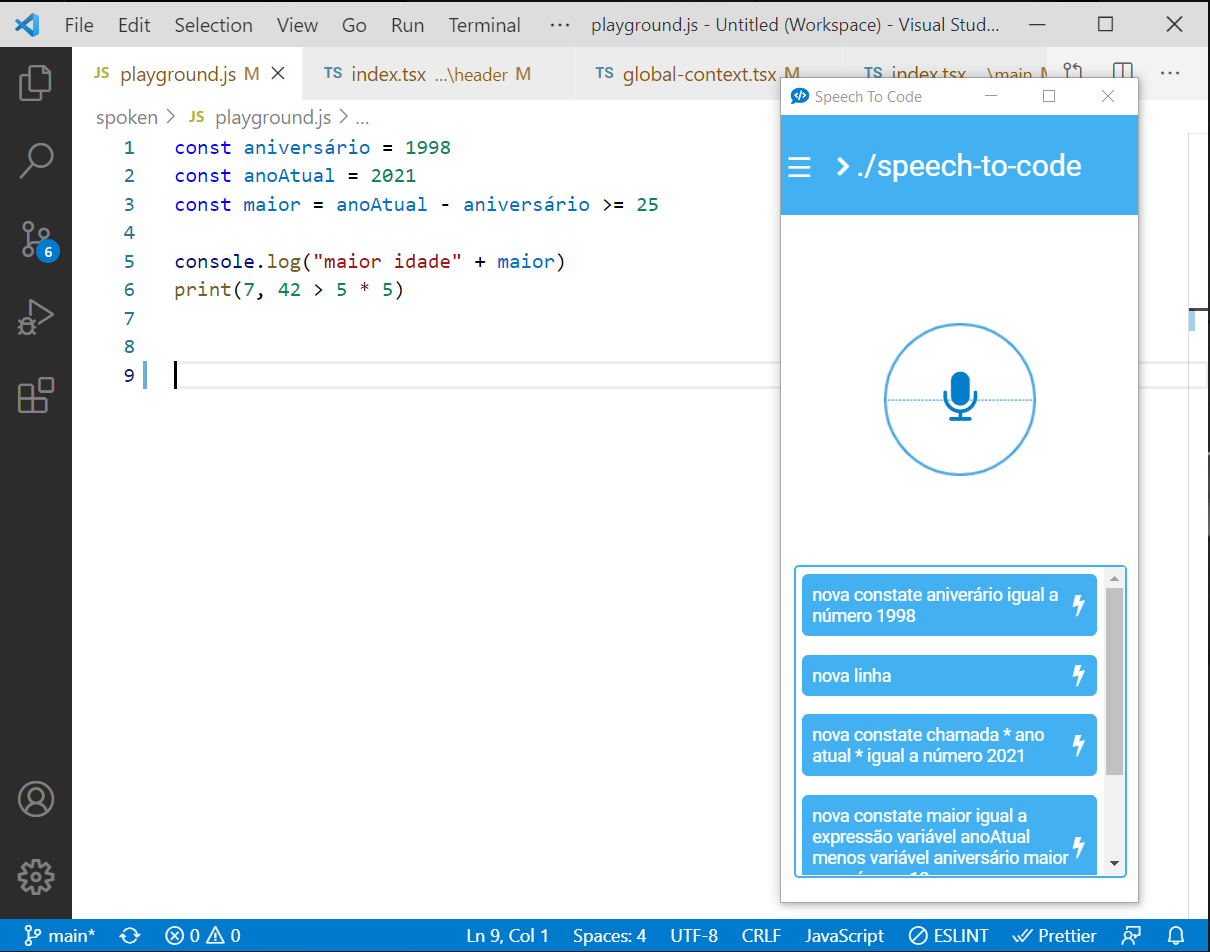 File Edit Selection View Go Run Terminal ··· playground.js - Untitled (Workspace) - Visual Stud...
JS playground.js M TS index.tsx ...\header M TS global-context.tsx M TS index.tsx ...\main M ···
spoken > JS playground.js > ...
1 const aniversário = 1998
2 const anoAtual = 2021
3 const maior = anoAtual - aniversário >= 25
4
5 console.log("maior idade" + maior)
6 print(7, 42 > 5 * 5)
7
8
9
6
Speech To Code
./speech-to-code
nova constate aniverário igual a
número 1998
nova linha
nova constate chamada * ano
atual * igual a número 2021
nova constate maior igual a
expressão variável anoAtual
menos variável aniversário maior
main* 0 0 Ln 9, Col 1 Spaces: 4 UTF-8 CRLF JavaScript ESLINT Prettier